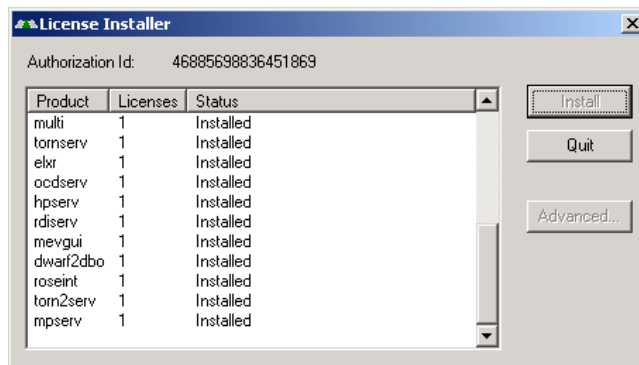 License Installer
Authorization Id: 46885698836451869
Product Licenses Status
multi 1 Installed
tornserv 1 Installed
elxr 1 Installed
ocdserv 1 Installed
hpserv 1 Installed
rdiserv 1 Installed
mevgui 1 Installed
dwarf2dbo 1 Installed
roseint 1 Installed
torn2serv 1 Installed
mpserv 1 Installed
Install
Quit
Advanced...